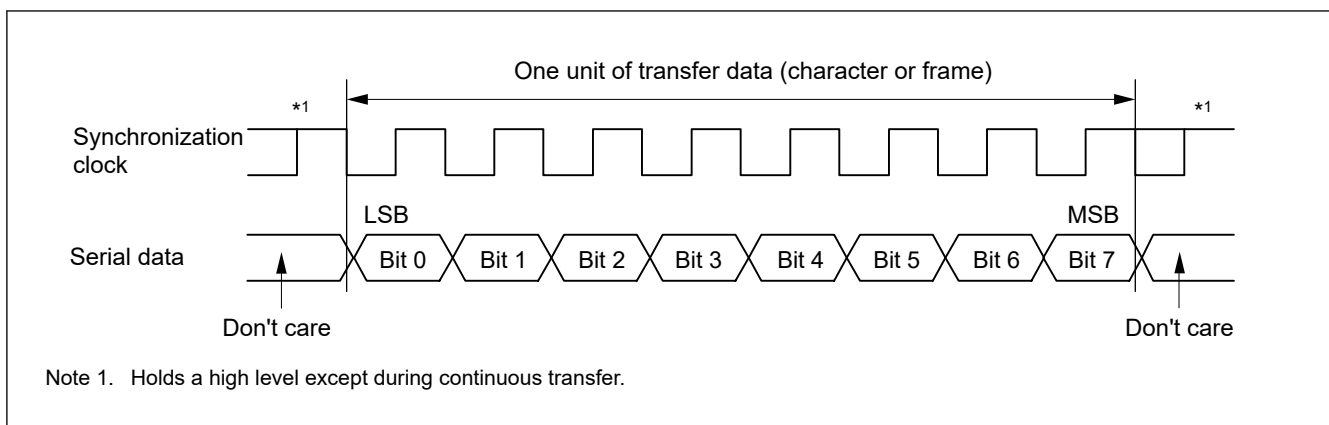 One unit of transfer data (character or frame)
*1
*1
Synchronization
clock
LSB
MSB
Serial data
Bit 0
Bit 1
Bit 2
Bit 3
Bit 4
Bit 5
Bit 6
Bit 7
Don't care
Don't care
Note 1. Holds a high level except during continuous transfer.